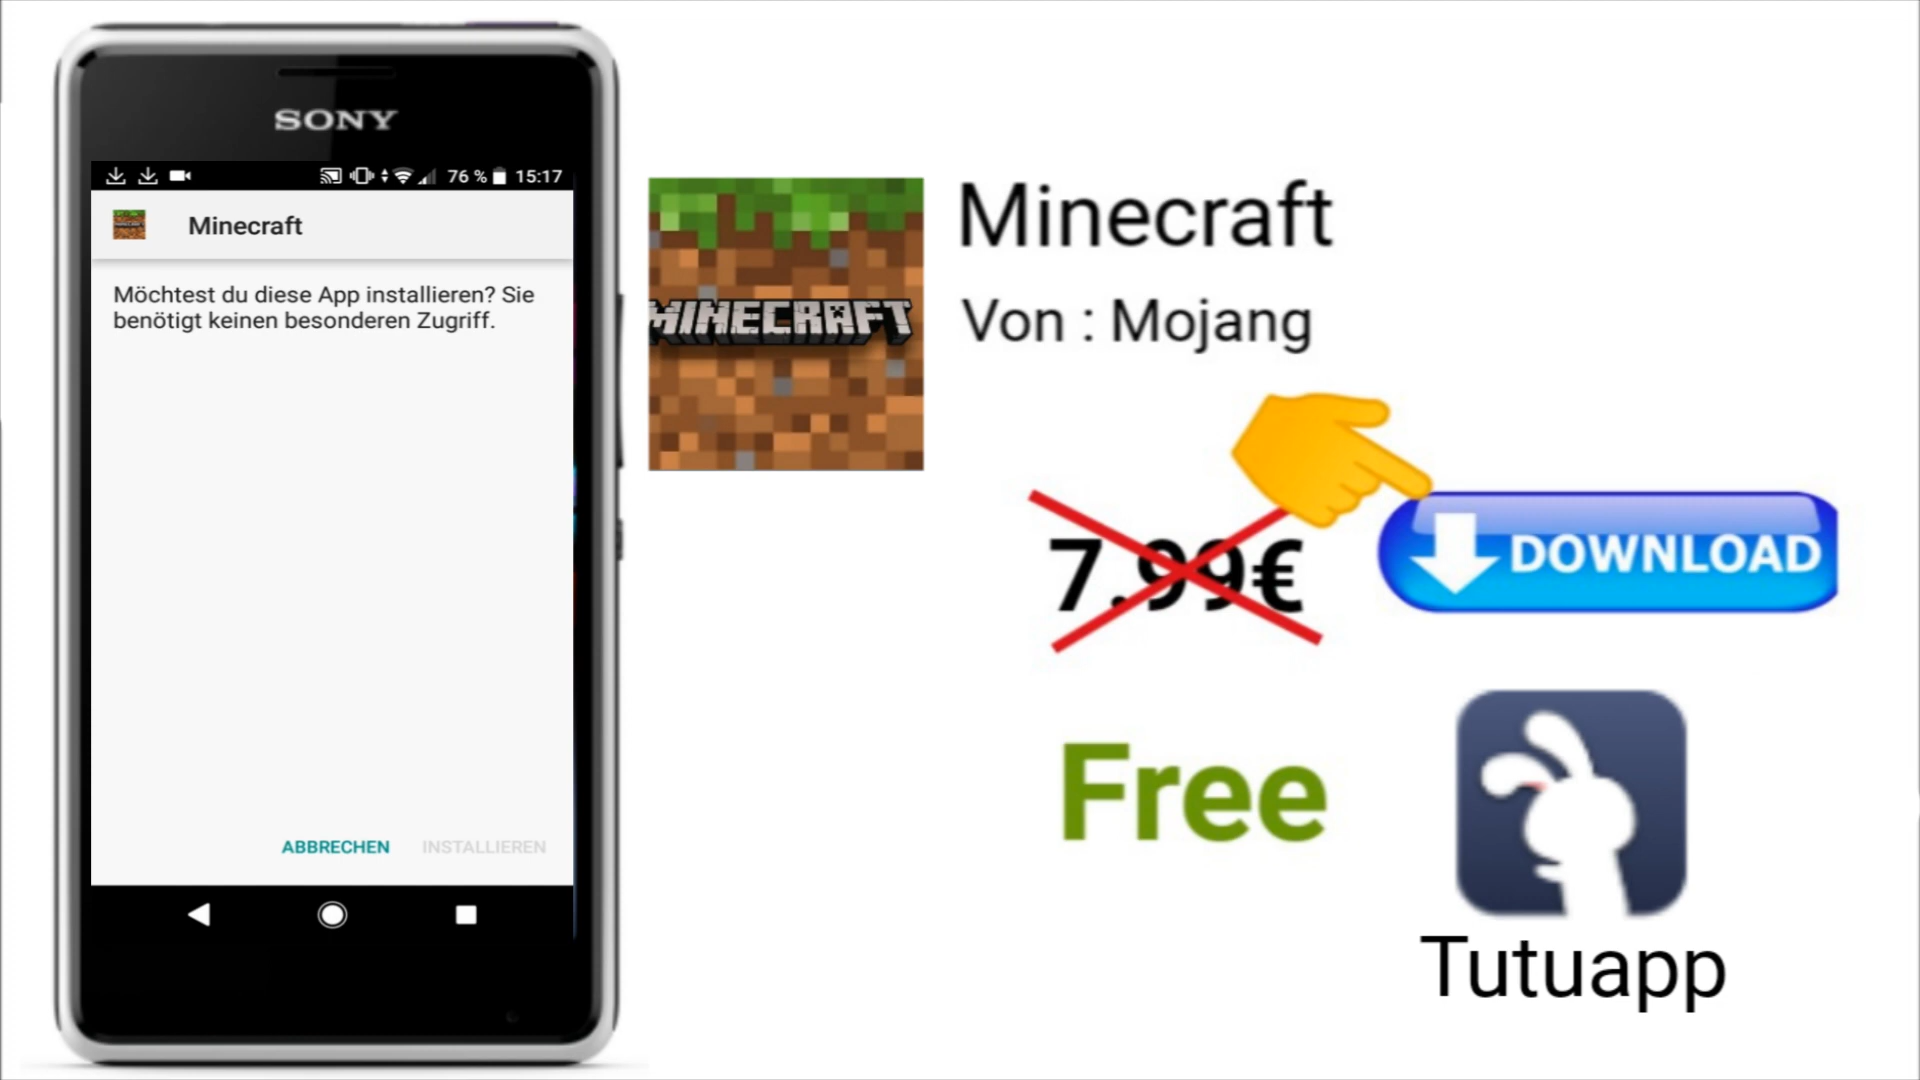 SONY
76 % 15:17
Minecraft
Möchtest du diese App installieren? Sie
benötigt keinen besonderen Zugriff.
ABBRECHEN INSTALLIEREN
MINECRAFT
Minecraft
Von : Mojang
7.99€
DOWNLOAD
Free
Tutuapp